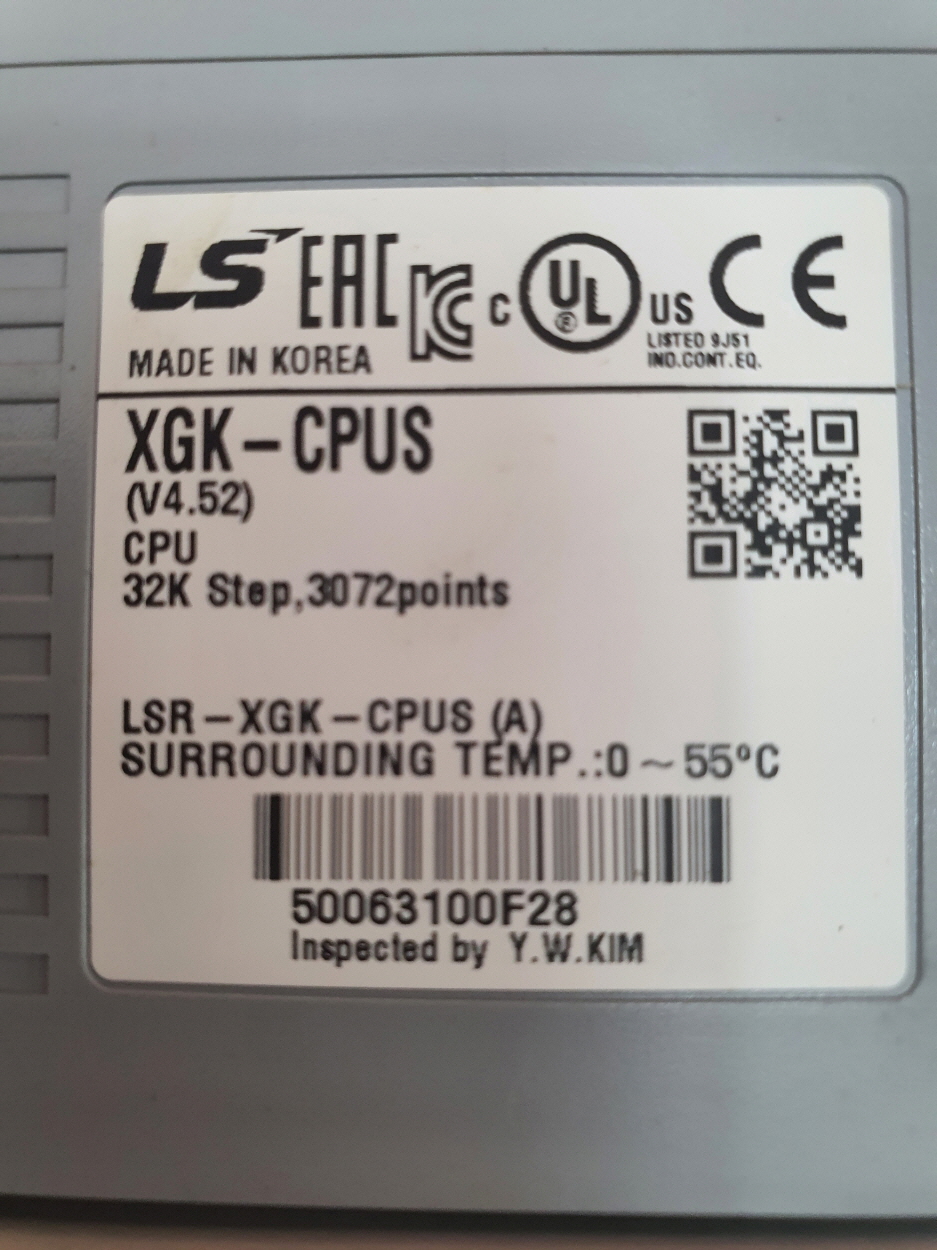 LS EAC KC C UL® US CE
LISTED 9J51
MADE IN KOREA IND.CONT.EQ.
XGK-CPUS
(V4.52)
CPU
32K Step,3072points
LSR-XGK-CPUS (A)
SURROUNDING TEMP.:0 ~ 55ºC
50063100F28
Inspected by Y.W.KIM